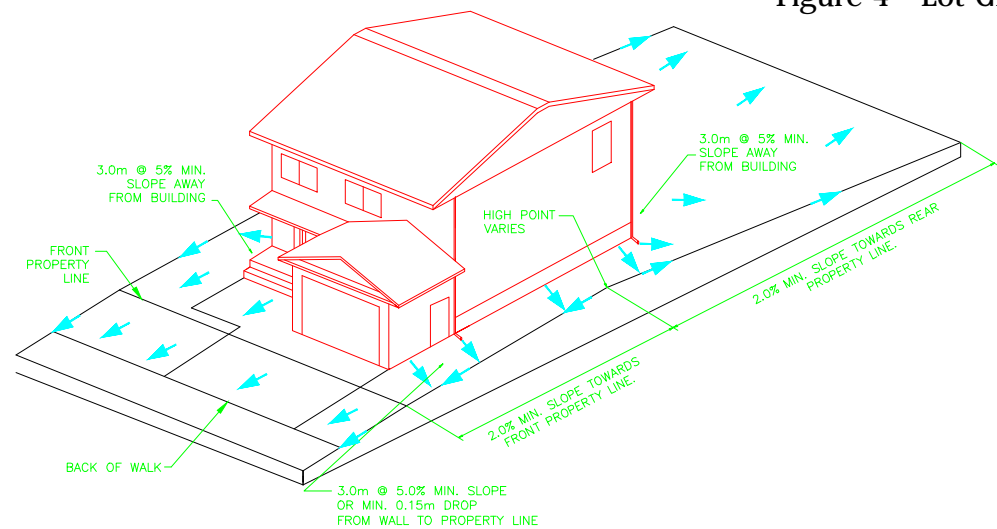 Figure 4 Lot
3.0m @ 5% MIN.
SLOPE AWAY
FROM BUILDING
3.0m @ 5% MIN.
SLOPE AWAY
FROM BUILDING
HIGH POINT
VARIES
FRONT
PROPERTY
LINE
2.0% MIN. SLOPE TOWARDS REAR
PROPERTY LINE.
2.0% MIN. SLOPE TOWARDS
FRONT PROPERTY LINE.
BACK OF WALK
3.0m @ 5.0% MIN. SLOPE
OR MIN. 0.15m DROP
FROM WALL TO PROPERTY LINE